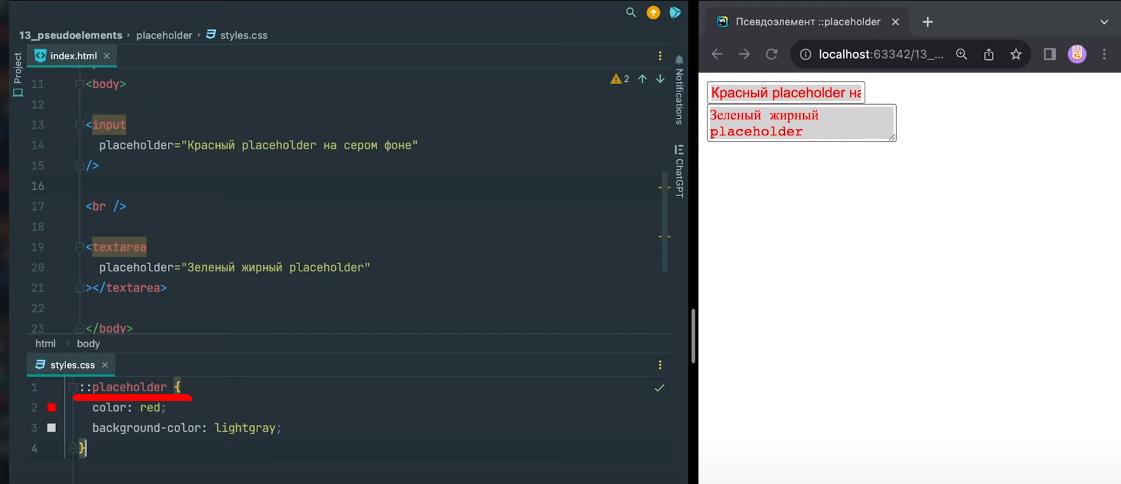 13_pseudoelements › placeholder › styles.css
Project
index.html
11 <body>
2
12
13 <input
14 placeholder="Красный placeholder на сером фоне"
15 />
16
17 <br />
18
19 <textarea
20 placeholder="Зеленый жирный placeholder"
21 ></textarea>
22
23 </body>
html › body
styles.css
1 ::placeholder {
2 color: red;
3 background-color: lightgray;
4 }
Notifications
ChatGPT
Псевдоэлемент ::placeholder
localhost:63342/13_...
Красный placeholder на
Зеленый жирный
placeholder